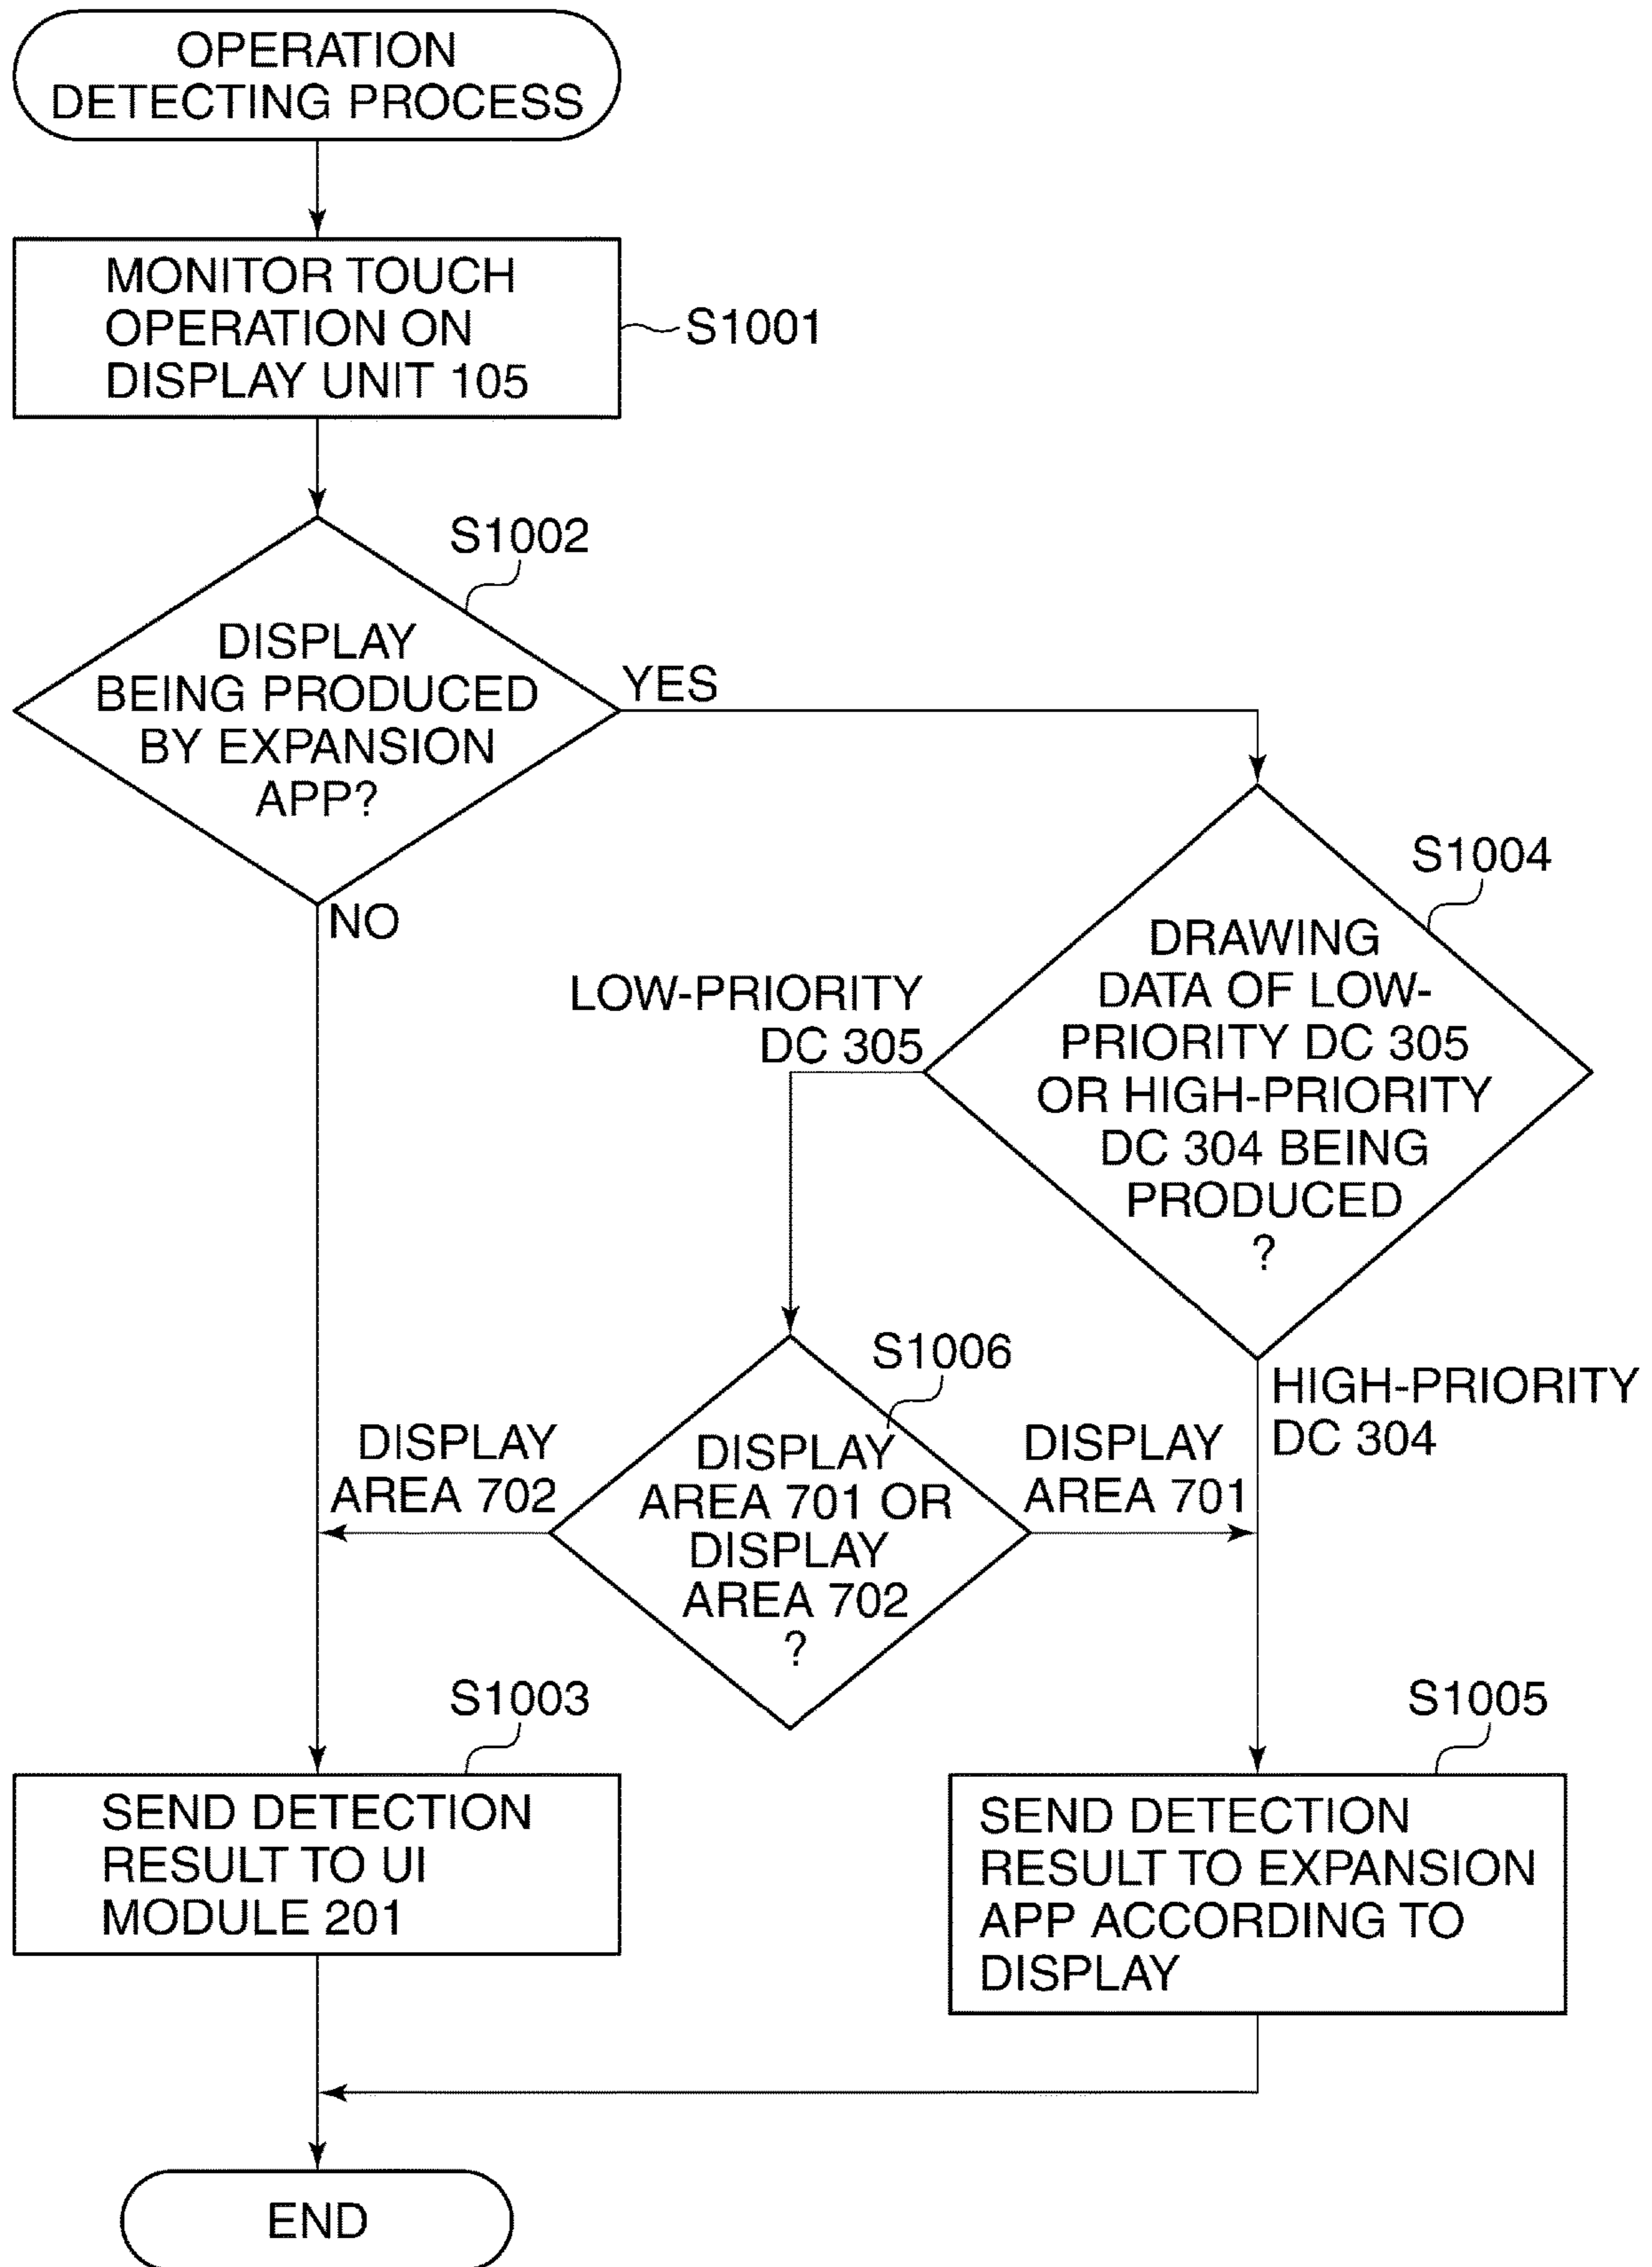 OPERATION
DETECTING PROCESS
MONITOR TOUCH
OPERATION ON
DISPLAY UNIT 105
S1001
S1002
DISPLAY
BEING PRODUCED
BY EXPANSION
APP?
YES
NO
S1004
DRAWING
DATA OF LOW-
PRIORITY DC 305
OR HIGH-PRIORITY
DC 304 BEING
PRODUCED
?
LOW-PRIORITY
DC 305
HIGH-PRIORITY
DC 304
S1006
DISPLAY
AREA 701 OR
DISPLAY
AREA 702
?
DISPLAY
AREA 702
DISPLAY
AREA 701
S1003
SEND DETECTION
RESULT TO UI
MODULE 201
S1005
SEND DETECTION
RESULT TO EXPANSION
APP ACCORDING TO
DISPLAY
END